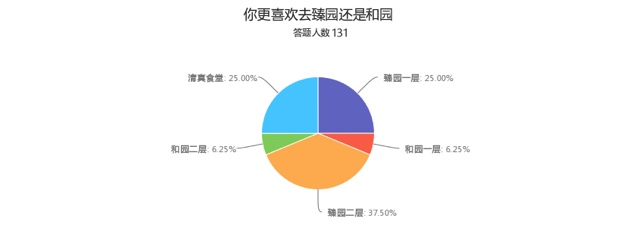 你更喜欢去臻园还是和园
答题人数 131
清真食堂: 25.00%
臻园一层: 25.00%
和园二层: 6.25%
和园一层: 6.25%
臻园二层: 37.50%